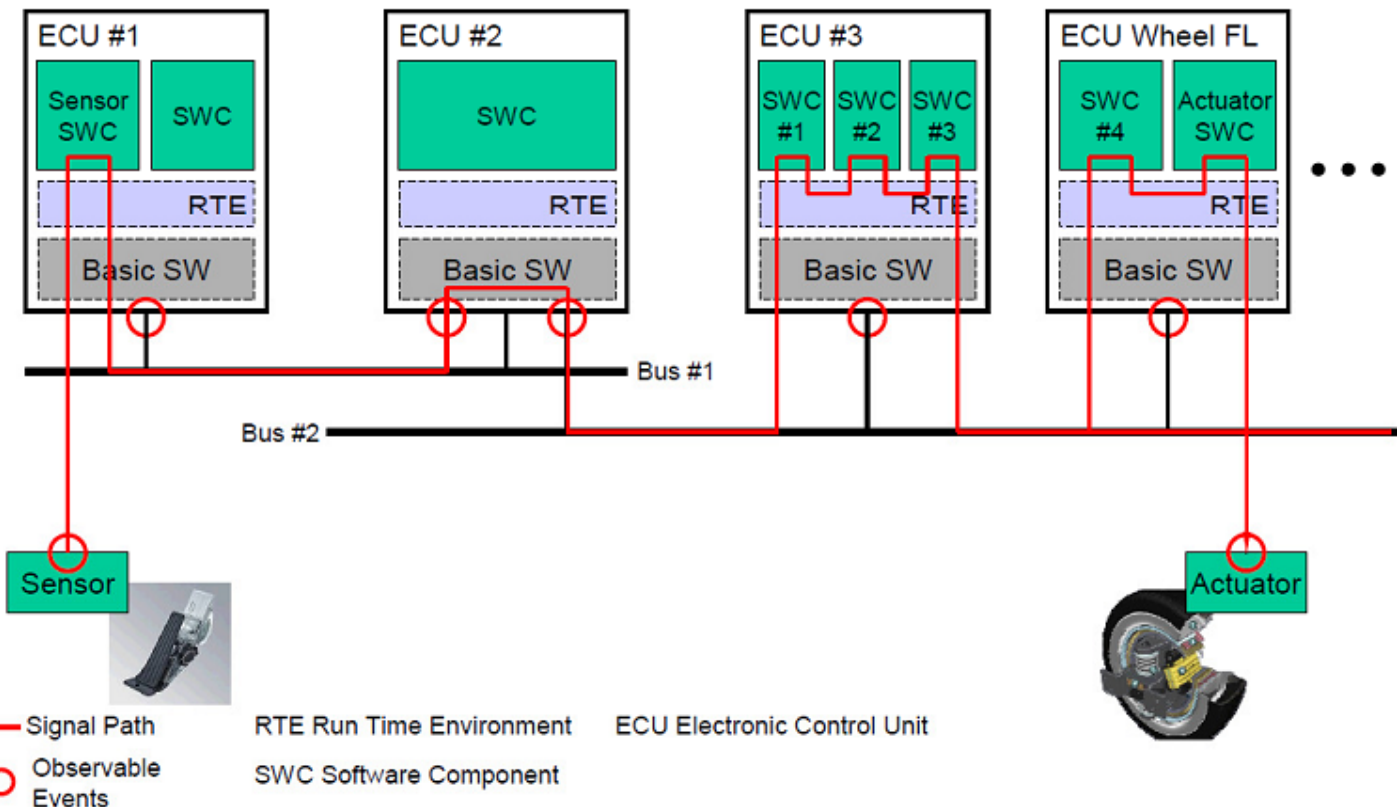 ECU #1
ECU #2
ECU #3
ECU Wheel FL
Sensor
SWC
SWC
SWC
SWC
#1
SWC
#2
SWC
#3
SWC
#4
Actuator
SWC
RTE
RTE
RTE
RTE
Basic SW
Basic SW
Basic SW
Basic SW
Bus #1
Bus #2
Sensor
Actuator
Signal Path
RTE Run Time Environment
ECU Electronic Control Unit
Observable
Events
SWC Software Component